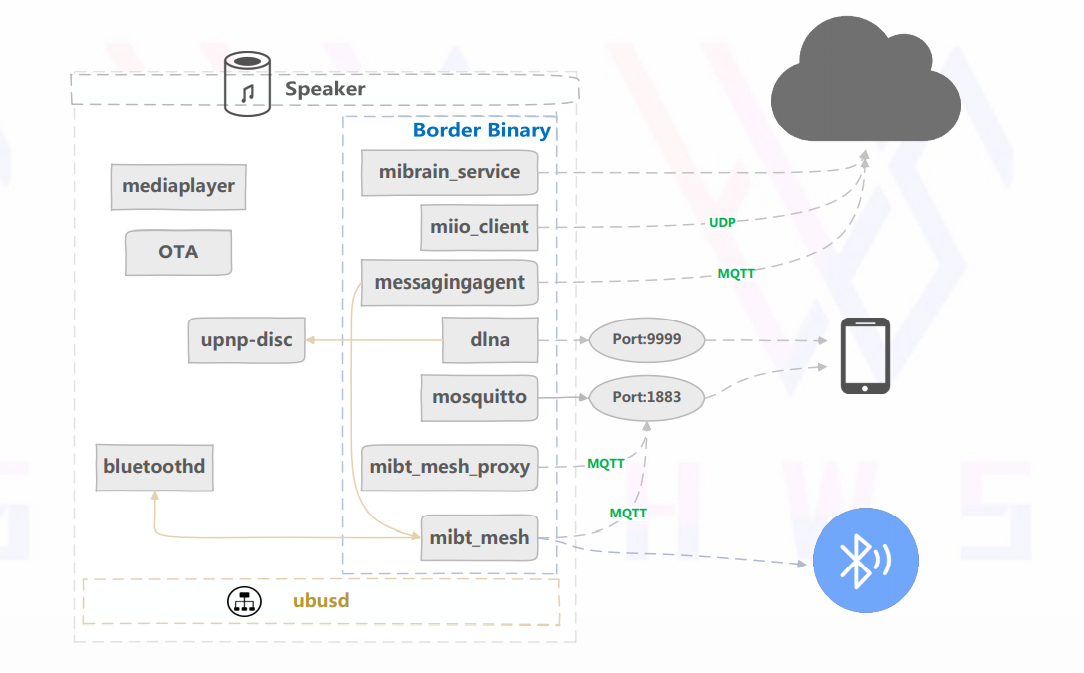 Speaker
Border Binary
mediaplayer
mibrain_service
OTA
miio_client
UDP
messagingagent
MQTT
upnp-disc
dlna
Port:9999
mosquitto
Port:1883
bluetoothd
mibt_mesh_proxy
MQTT
MQTT
mibt_mesh
ubusd